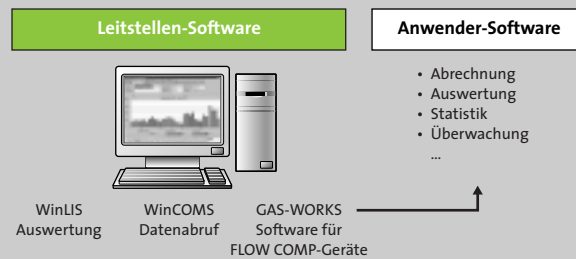 Leitstellen-Software
Anwender-Software
• Abrechnung
• Auswertung
• Statistik
• Überwachung
...
WinLIS
Auswertung
WinCOMS
Datenabruf
GAS-WORKS
Software für
FLOW COMP-Geräte